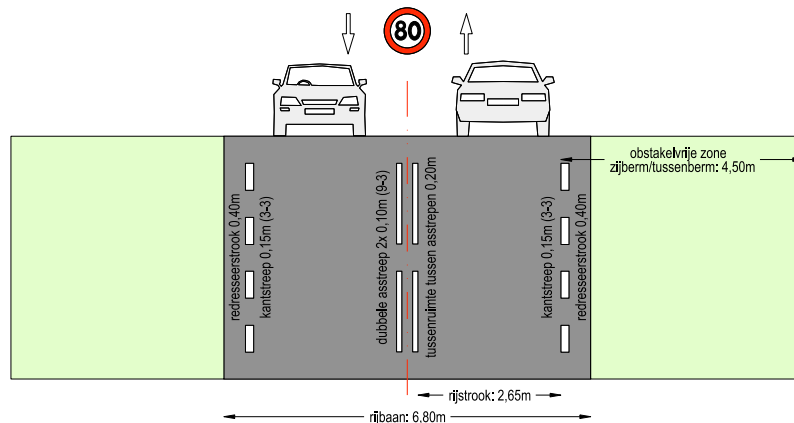 80
obstakelvrije zone
zijberm/tussenberm: 4,50m
redresseerstrook 0,40m
kantstreep 0,15m (3-3)
dubbele asstreep 2x 0,10m (9-3)
tussenruimte tussen asstrepen 0,20m
kantstreep 0,15m (3-3)
redresseerstrook 0,40m
rijstrook: 2,65m
rijbaan: 6,80m